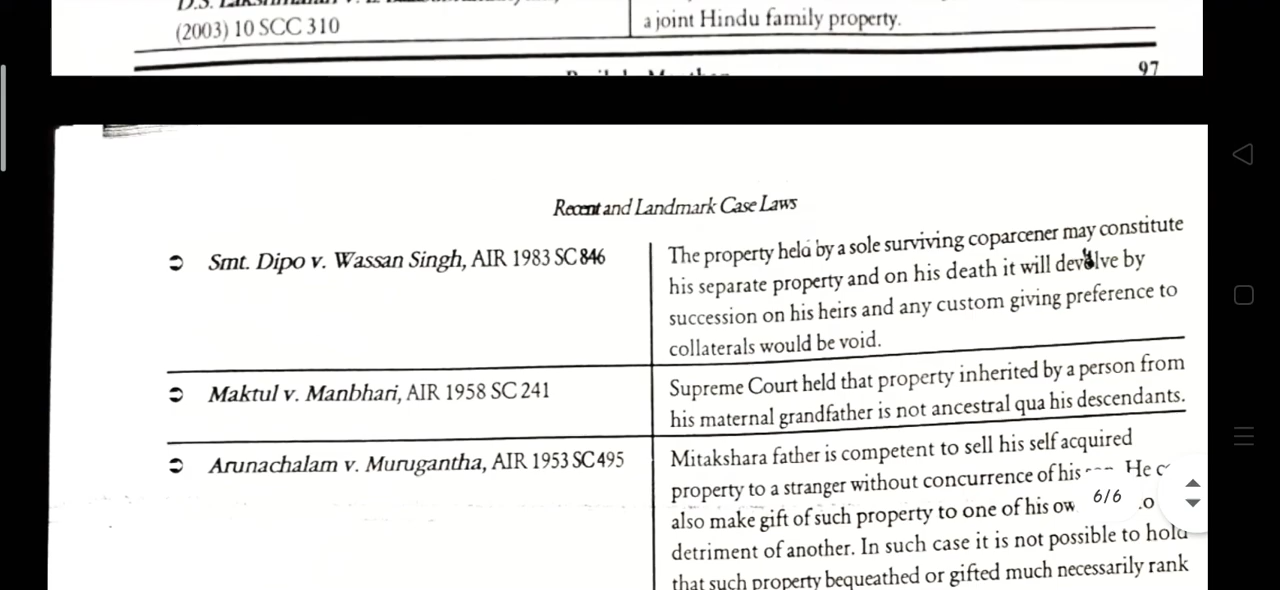 (2003) 10 SCC 310
a joint Hindu family property.
97
Recent and Landmark Case Laws
Smt. Dipo v. Wassan Singh, AIR 1983 SC 846
The property held by a sole surviving coparcener may constitute
his separate property and on his death it will devolve by
succession on his heirs and any custom giving preference to
collaterals would be void.
Maktul v. Manbhari, AIR 1958 SC 241
Supreme Court held that property inherited by a person from
his maternal grandfather is not ancestral qua his descendants.
Arunachalam v. Murugantha, AIR 1953 SC 495
Mitakshara father is competent to sell his self acquired
property to a stranger without concurrence of his He
also make gift of such property to one of his
detriment of another. In such case it is not possible to hold
that such property bequeathed or gifted much necessarily rank
6/6